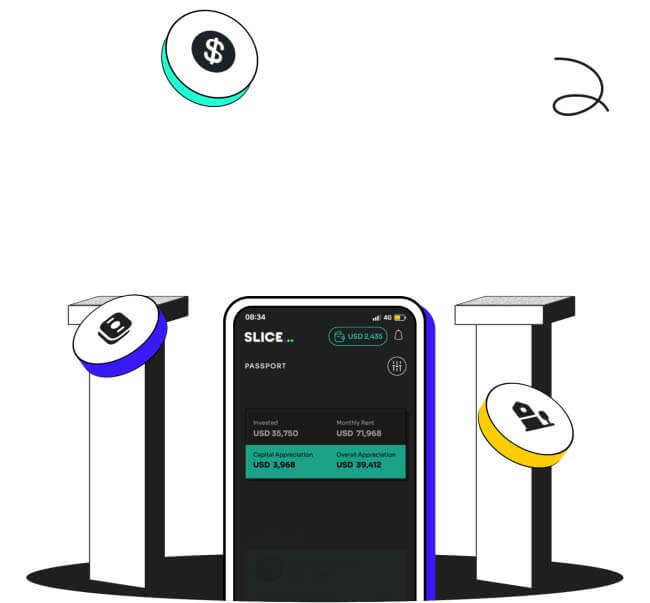 $
08:34 4G
SLICE
USD 2,435
PASSPORT
Invested Monthly Rent
USD 35,750 USD 71,968
Capital Appreciation Overall Appreciation
USD 3,968 USD 39,412